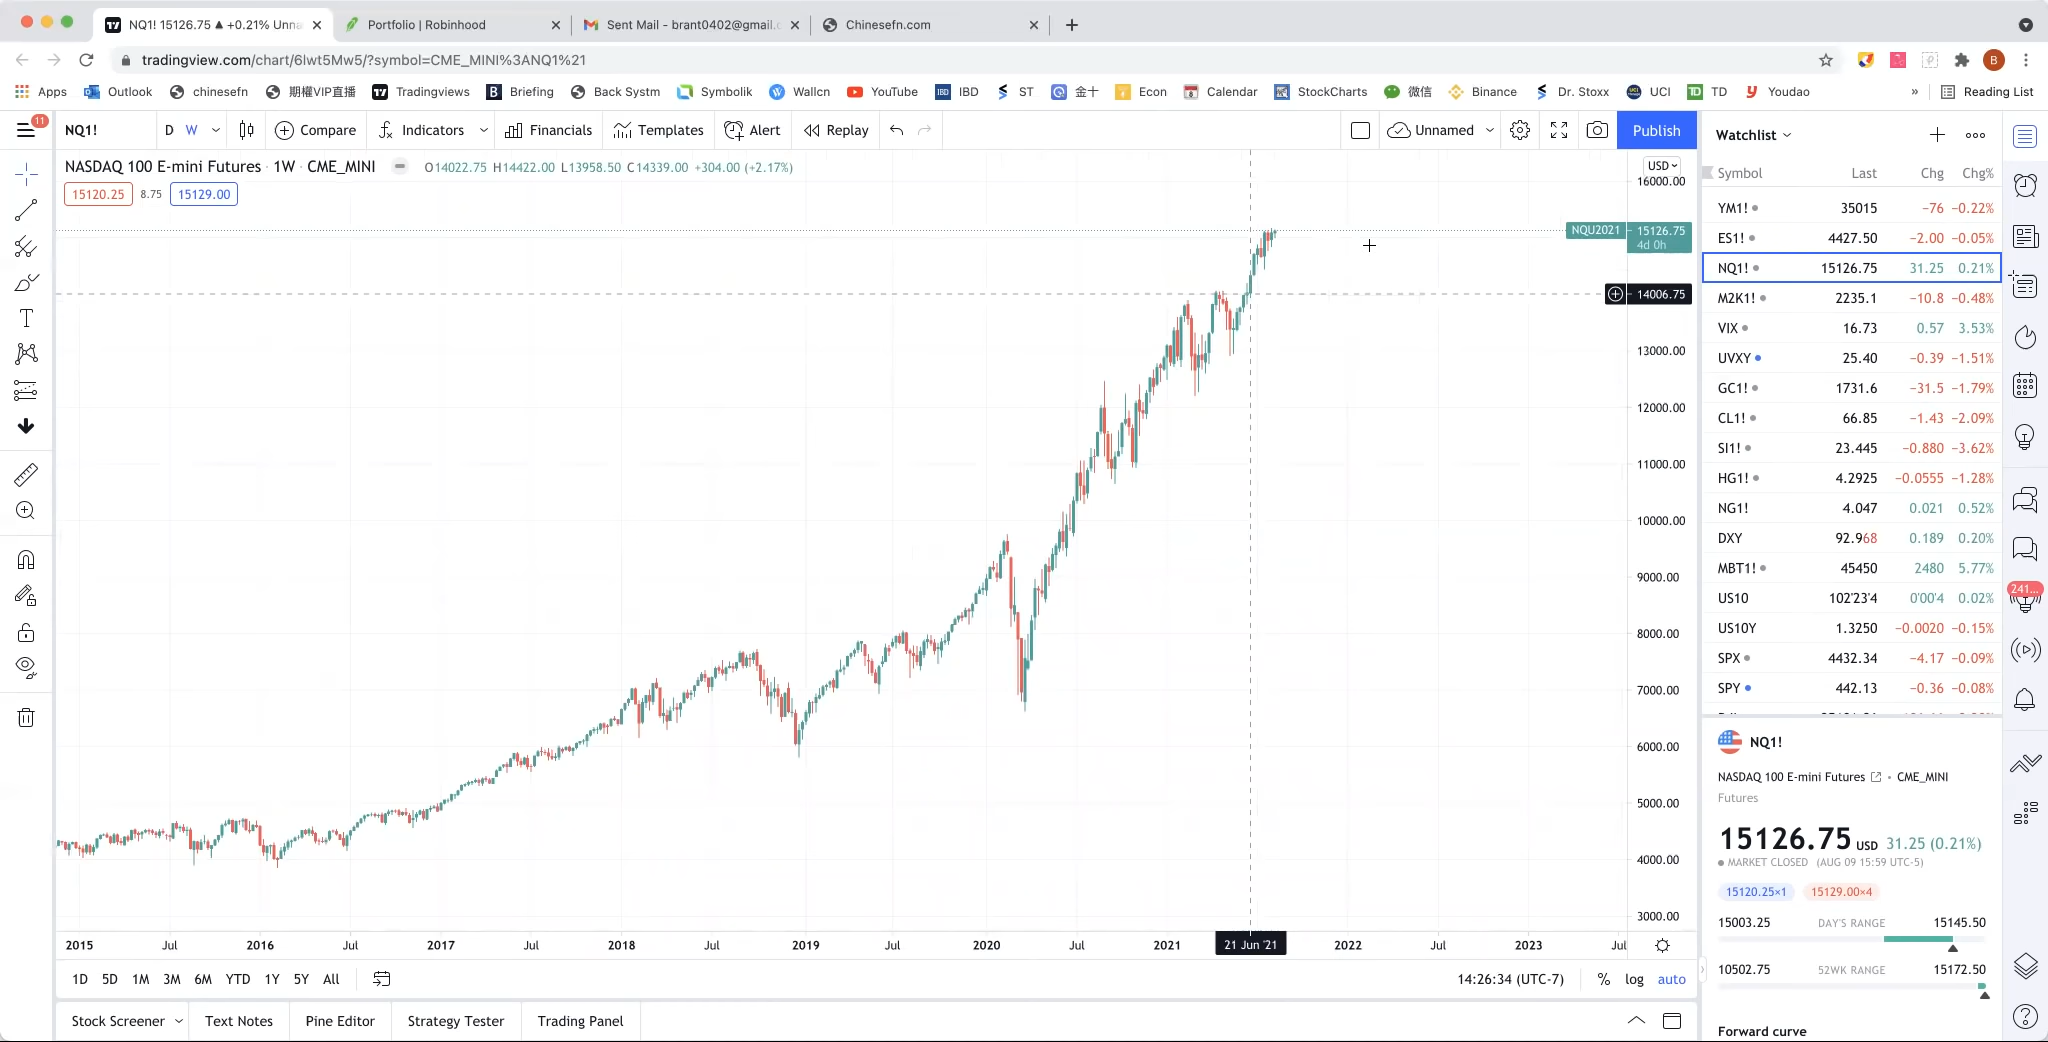 NQ1! 15126.75 ▲ +0.21% Unna
Portfolio | Robinhood
Sent Mail - brant0402@gmail.c
Chinesefn.com
tradingview.com/chart/6lwt5Mw5/?symbol=CME_MINI%3ANQ1%21
B
Apps
Outlook
chinesefn
期權VIP直播
Tradingviews
Briefing
Back Systm
Symbolik
Wallcn
YouTube
IBD
ST
金十
Econ
Calendar
StockCharts
微信
Binance
Dr. Stoxx
UCI
TD
Youdao
»
Reading List
11
NQ1!
D
W
Compare
Indicators
Financials
Templates
Alert
Replay
Unnamed
Publish
NASDAQ 100 E-mini Futures · 1W · CME_MINI
O14022.75 H14422.00 L13958.50 C14339.00 +304.00 (+2.17%)
15120.25
8.75
15129.00
USD
16000.00
NQU2021
15126.75
4d 0h
14006.75
13000.00
12000.00
11000.00
10000.00
9000.00
8000.00
7000.00
6000.00
5000.00
4000.00
3000.00
2015
Jul
2016
Jul
2017
Jul
2018
Jul
2019
Jul
2020
Jul
2021
21 Jun '21
2022
Jul
2023
Jul
1D
5D
1M
3M
6M
YTD
1Y
5Y
All
14:26:34 (UTC-7)
%
log
auto
Stock Screener
Text Notes
Pine Editor
Strategy Tester
Trading Panel
Watchlist
Symbol Last Chg Chg%
YM1! 35015 −76 −0.22%
ES1! 4427.50 −2.00 −0.05%
NQ1! 15126.75 31.25 0.21%
M2K1! 2235.1 −10.8 −0.48%
VIX 16.73 0.57 3.53%
UVXY 25.40 −0.39 −1.51%
GC1! 1731.6 −31.5 −1.79%
CL1! 66.85 −1.43 −2.09%
SI1! 23.445 −0.880 −3.62%
HG1! 4.2925 −0.0555 −1.28%
NG1! 4.047 0.021 0.52%
DXY 92.968 0.189 0.20%
MBT1! 45450 2480 5.77%
US10 102'23'4 0'00'4 0.02%
US10Y 1.3250 −0.0020 −0.15%
SPX 4432.34 −4.17 −0.09%
SPY 442.13 −0.36 −0.08%
241...
NQ1!
NASDAQ 100 E-mini Futures • CME_MINI
Futures
15126.75 USD 31.25 (0.21%)
MARKET CLOSED (AUG 09 15:59 UTC-5)
15120.25×1
15129.00×4
15003.25 DAY'S RANGE 15145.50
10502.75 52WK RANGE 15172.50
Forward curve